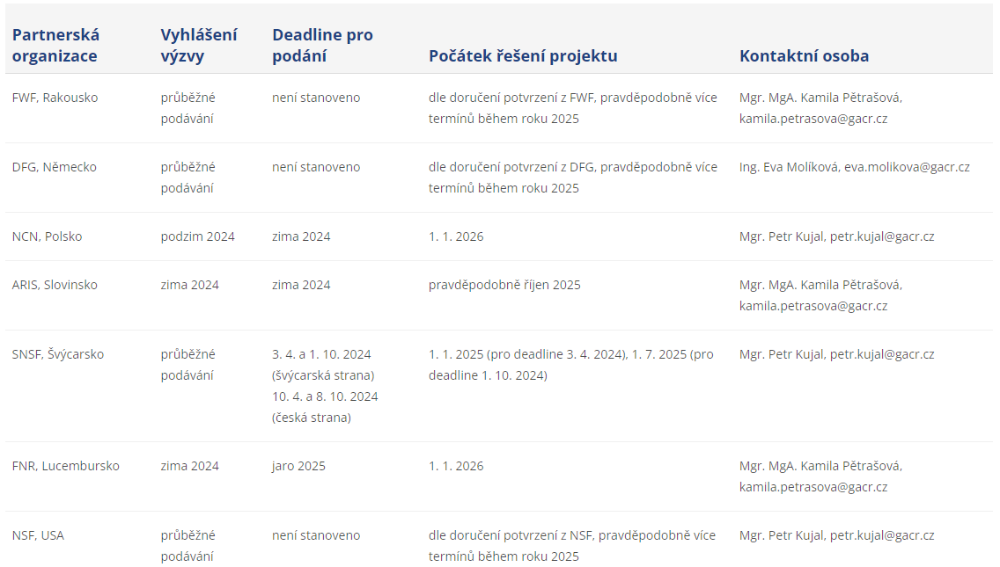 Partnerská organizace	Vyhlášení výzvy	Deadline pro podání	Počátek řešení projektu	Kontaktní osoba
FWF, Rakousko	průběžné podávání	není stanoveno	dle doručení potvrzení z FWF, pravděpodobně více termínů během roku 2025	Mgr. MgA. Kamila Pětrašová, kamila.petrasova@gacr.cz
DFG, Německo	průběžné podávání	není stanoveno	dle doručení potvrzení z DFG, pravděpodobně více termínů během roku 2025	Ing. Eva Molíková, eva.molikova@gacr.cz
NCN, Polsko	podzim 2024	zima 2024	1. 1. 2026	Mgr. Petr Kujal, petr.kujal@gacr.cz
ARIS, Slovinsko	zima 2024	zima 2024	pravděpodobně říjen 2025	Mgr. MgA. Kamila Pětrašová, kamila.petrasova@gacr.cz
SNSF, Švýcarsko	průběžné podávání	3. 4. a 1. 10. 2024 (švýcarská strana) 10. 4. a 8. 10. 2024 (česká strana)	1. 1. 2025 (pro deadline 3. 4. 2024), 1. 7. 2025 (pro deadline 1. 10. 2024)	Mgr. Petr Kujal, petr.kujal@gacr.cz
FNR, Lucembursko	zima 2024	jaro 2025	1. 1. 2026	Mgr. MgA. Kamila Pětrašová, kamila.petrasova@gacr.cz
NSF, USA	průběžné podávání	není stanoveno	dle doručení potvrzení z NSF, pravděpodobně více termínů během roku 2025	Mgr. Petr Kujal, petr.kujal@gacr.cz